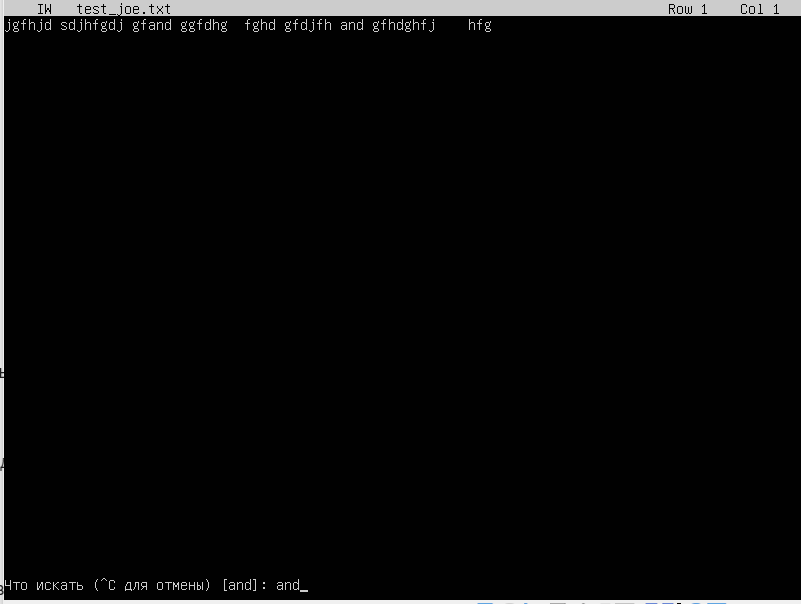 IW test_joe.txt Row 1 Col 1
jgfhjd sdjhfgdj gfand ggfdhg  fghd gfdjfh and gfhdghfj    hfg
Что искать (^C для отмены) [and]: and_